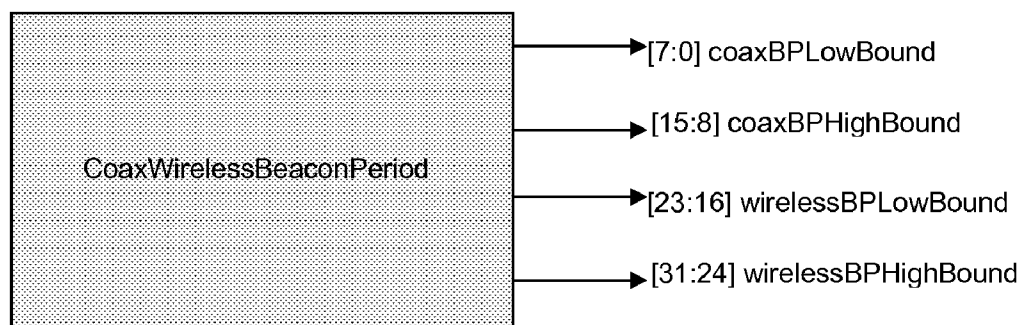 [7:0] coaxBPLowBound
[15:8] coaxBPHighBound
CoaxWirelessBeaconPeriod
[23:16] wirelessBPLowBound
[31:24] wirelessBPHighBound